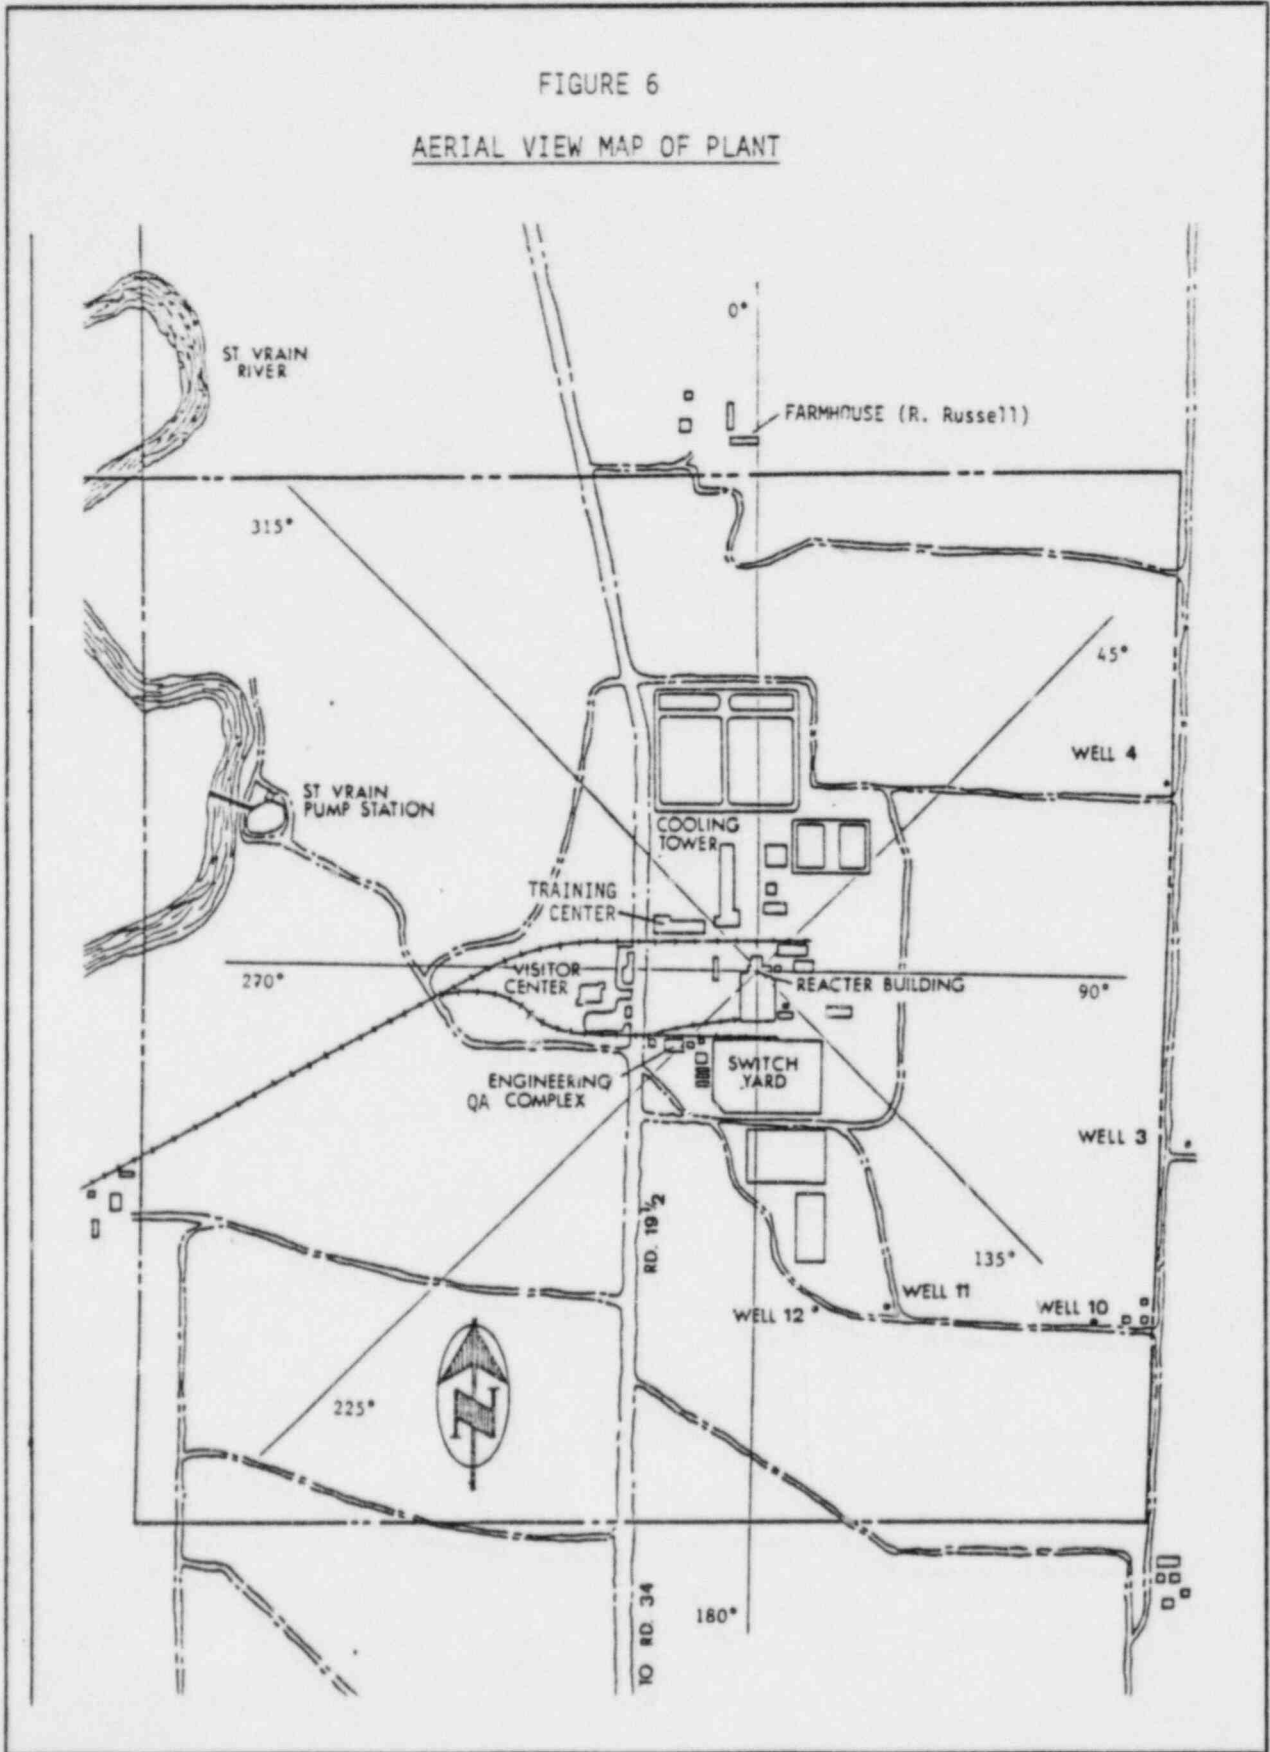 FIGURE 6
AERIAL VIEW MAP OF PLANT
0°
ST VRAIN
RIVER
FARMHOUSE (R. Russell)
315°
45°
WELL 4
ST VRAIN
PUMP STATION
COOLING
TOWER
TRAINING
CENTER
270°
VISITOR
CENTER
REACTER BUILDING
90°
ENGINEERING
QA COMPLEX
SWITCH
YARD
WELL 3
RD. 19 1/2
135°
WELL 11
WELL 10
WELL 12
N
225°
180°
TO RD. 34